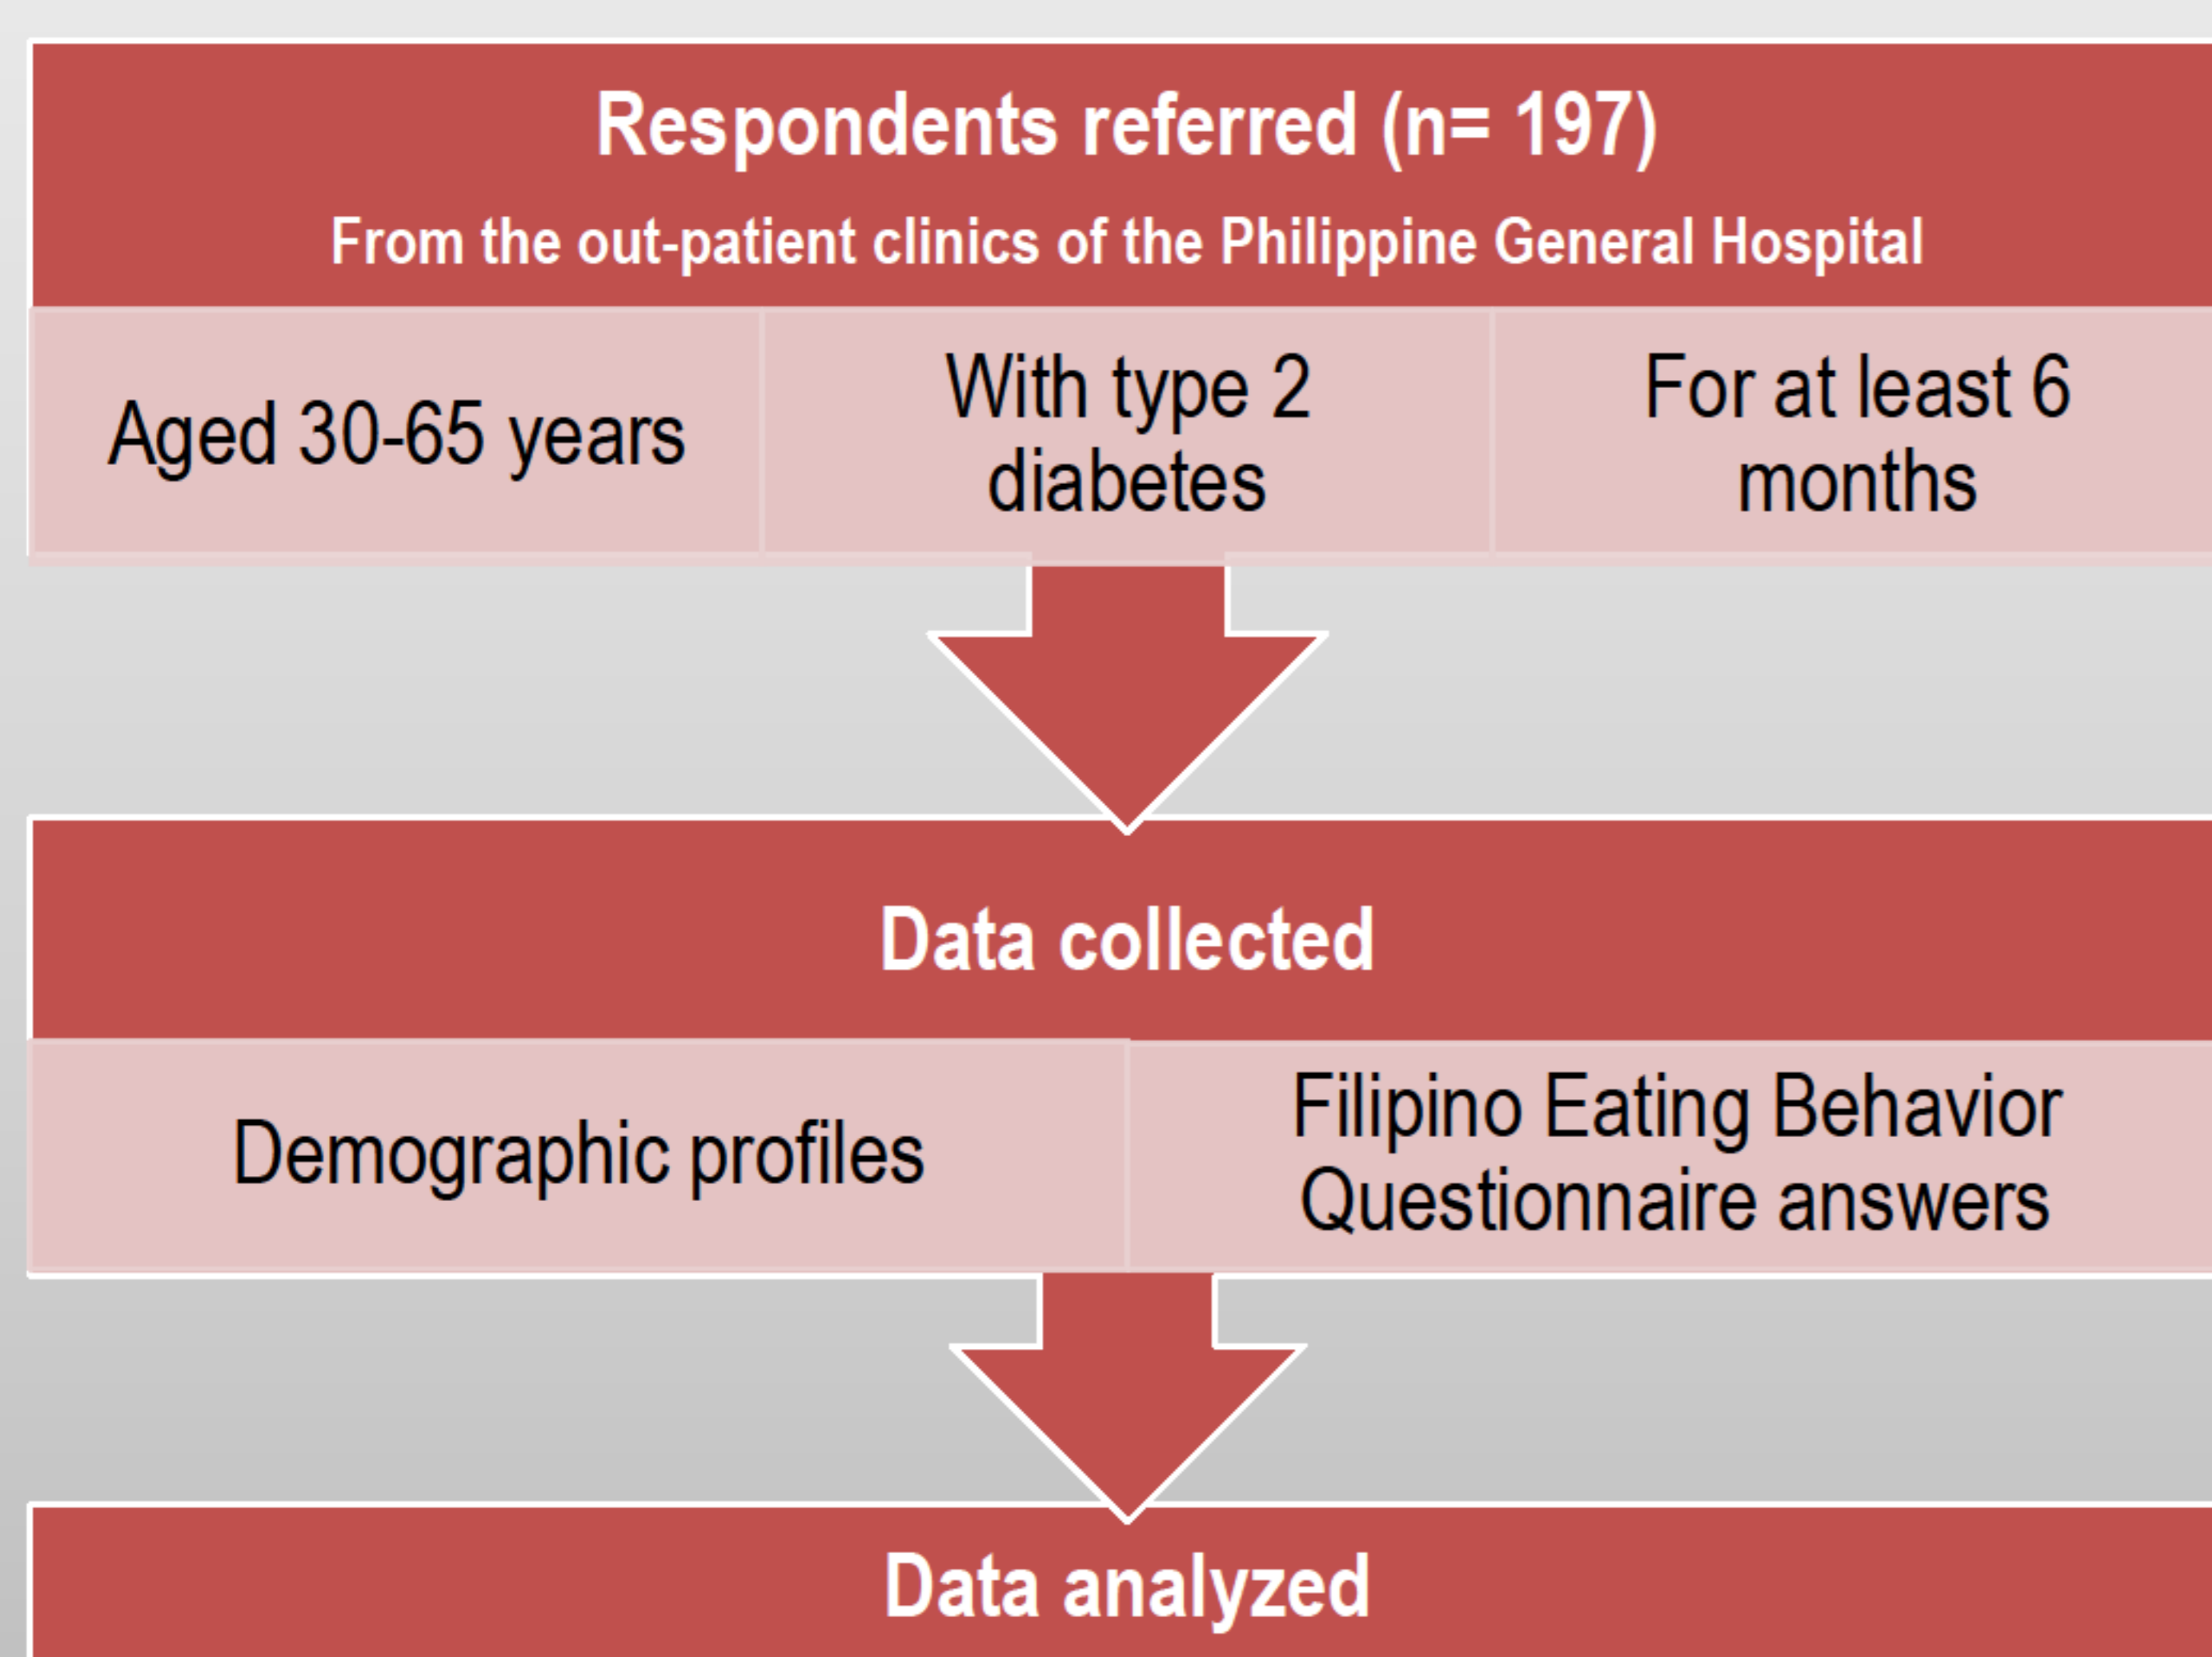 Respondents referred (n= 197)
From the out-patient clinics of the Philippine General Hospital
Aged 30-65 years
With type 2
diabetes
For at least 6
months
Data collected
Demographic profiles
Filipino Eating Behavior
Questionnaire answers
Data analyzed